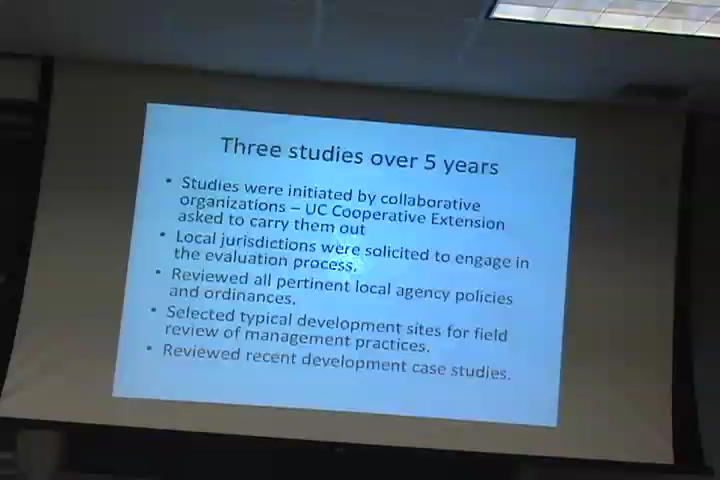 Three studies over 5 years
• Studies were initiated by collaborative
organizations – UC Cooperative Extension
asked to carry them out
• Local jurisdictions were solicited to engage in
the evaluation process.
• Reviewed all pertinent local agency policies
and ordinances.
• Selected typical development sites for field
review of management practices.
• Reviewed recent development case studies.